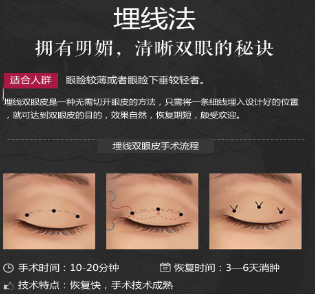 埋线法
拥有明媚，清晰双眼的秘诀
适合人群 眼睑较薄或者眼睑下垂较轻者。
埋线双眼皮是一种无需切开眼皮的方法，只需将一条细线埋入设计好的位置
，就可达到双眼皮的目的，效果自然，恢复期短，颇受欢迎。
埋线双眼皮手术流程
手术时间：10-20分钟 恢复时间：3—6天消肿
技术特点：恢复快，手术技术成熟